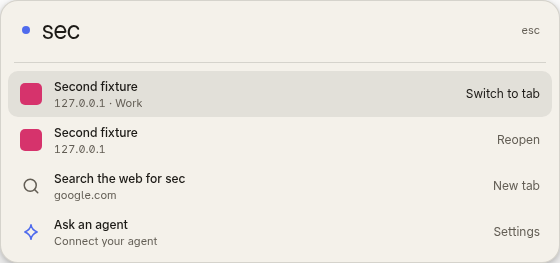 sec
esc
Second fixture
127.0.0.1 · Work
Switch to tab
Second fixture
127.0.0.1
Reopen
Search the web for sec
google.com
New tab
Ask an agent
Connect your agent
Settings